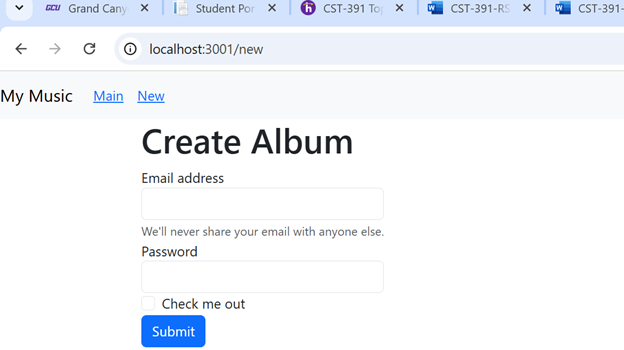 GCU Grand Cany
Student Por
CST-391 Top
CST-391-RS
CST-391-
localhost:3001/new
My Music Main New
Create Album
Email address
We'll never share your email with anyone else.
Password
Check me out
Submit